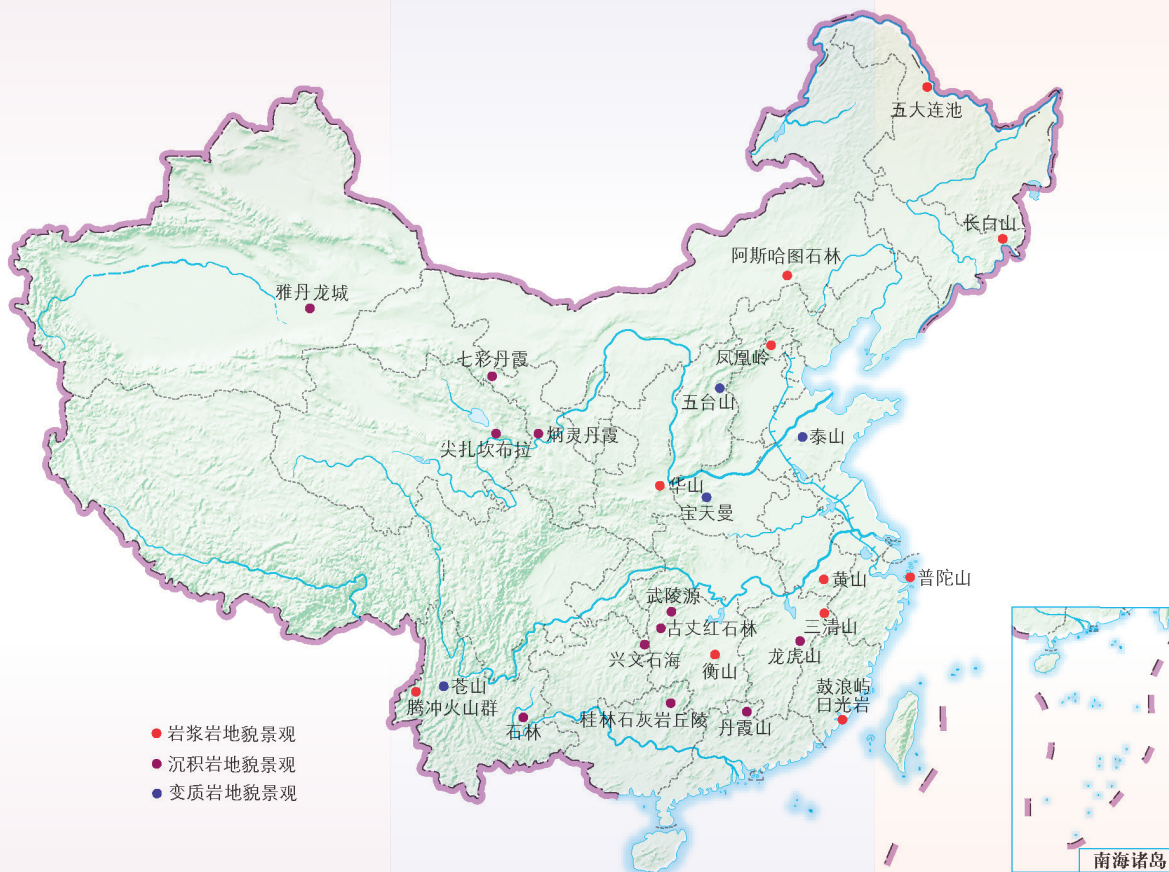 五大连池
长白山
阿斯哈图石林
雅丹龙城
凤凰岭
七彩丹霞
五台山
炳灵丹霞
泰山
尖扎坎布拉
华山
宝天曼
黄山
普陀山
武陵源
古丈红石林
三清山
兴文石海
龙虎山
衡山
苍山
鼓浪屿
日光岩
腾冲火山群
桂林石灰岩丘陵
丹霞山
石林
岩浆岩地貌景观
沉积岩地貌景观
变质岩地貌景观
南海诸岛